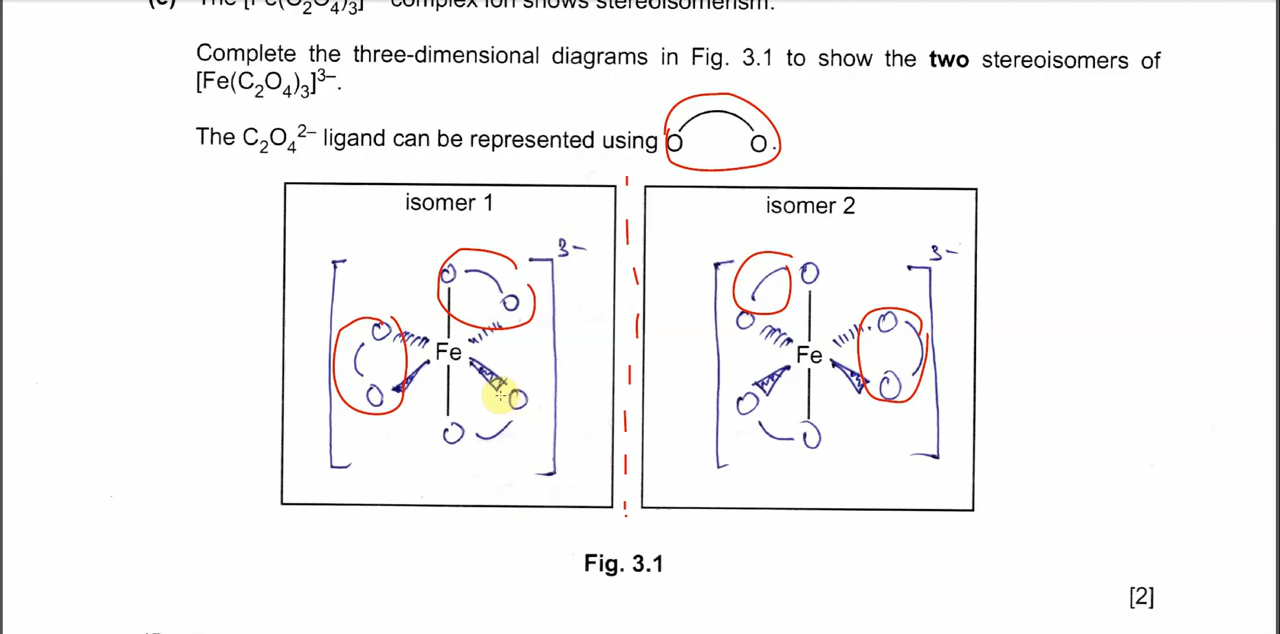 (c) The [Fe(C₂O₄)₃]³⁻ complex ion shows stereoisomerism.
Complete the three-dimensional diagrams in Fig. 3.1 to show the two stereoisomers of
[Fe(C₂O₄)₃]³⁻.
The C₂O₄²⁻ ligand can be represented using O O.
isomer 1
3-
O
O
O
Fe
O
O
O
isomer 2
3-
O
O
O
Fe
O
O
O
Fig. 3.1
[2]